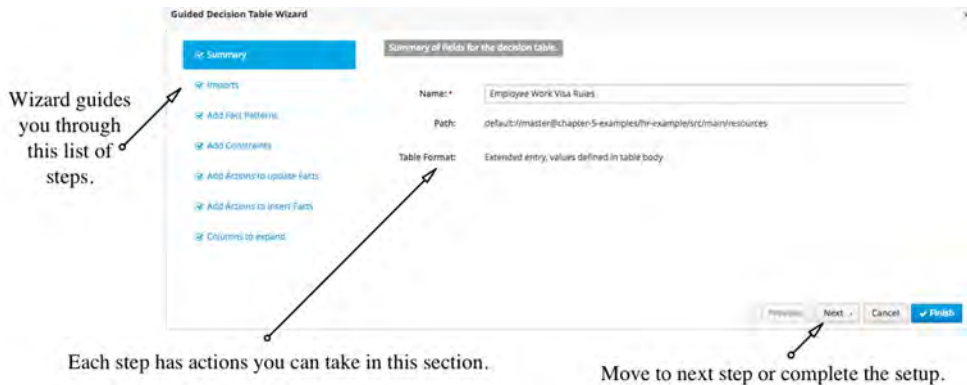 Guided Decision Table Wizard
Summary
Summary of fields for the decision table.
Imports
Add Fact Patterns
Add Constraints
Add Actions to update Facts
Add Actions to insert Facts
Columns to expand
Name: *
Employee Work Visa Rules
Path:
default://master@chapter-5-examples/hr-example/src/main/resources
Table Format:
Extended entry, values defined in table body
Wizard guides
you through
this list of
steps.
Previous
Next
Cancel
Finish
Each step has actions you can take in this section.
Move to next step or complete the setup.